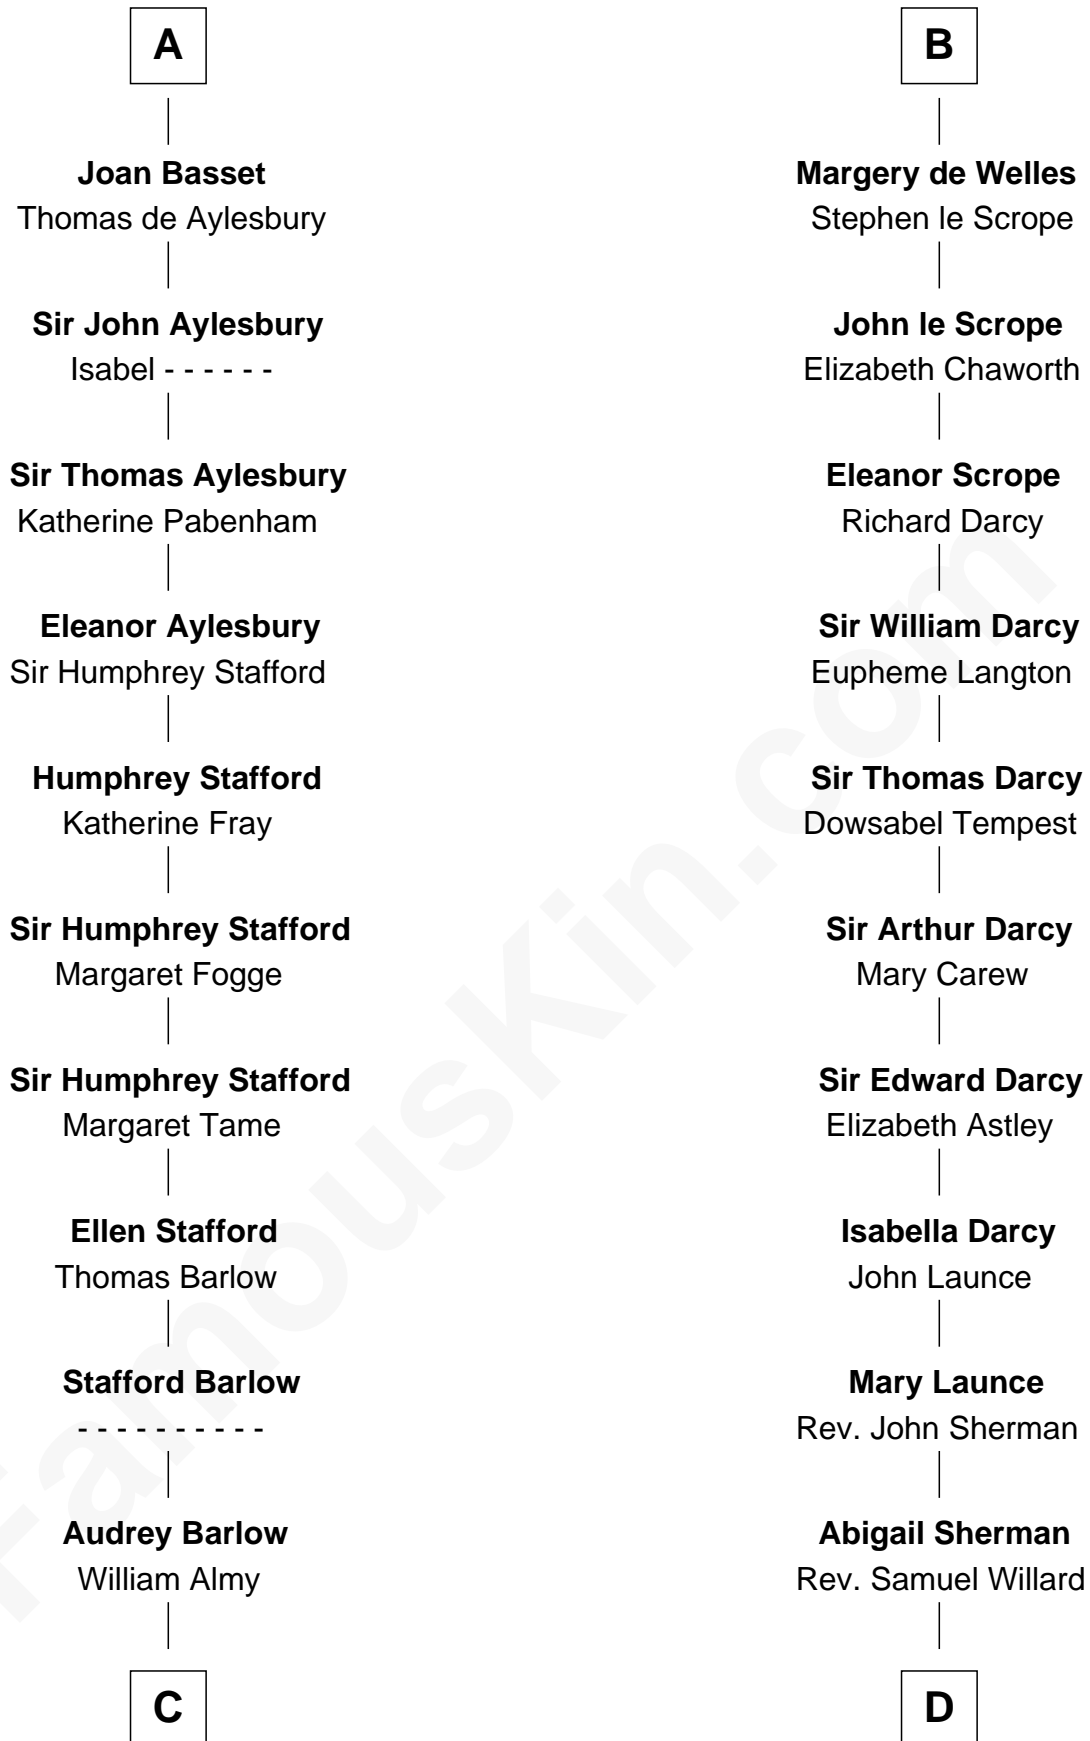 A
Joan Basset
Thomas de Aylesbury
Sir John Aylesbury
Isabel - - - - - -
Sir Thomas Aylesbury
Katherine Pabenham
Eleanor Aylesbury
Sir Humphrey Stafford
Humphrey Stafford
Katherine Fray
Sir Humphrey Stafford
Margaret Fogge
Sir Humphrey Stafford
Margaret Tame
Ellen Stafford
Thomas Barlow
Stafford Barlow
- - - - - - - - - -
Audrey Barlow
William Almy
C
B
Margery de Welles
Stephen le Scrope
John le Scrope
Elizabeth Chaworth
Eleanor Scrope
Richard Darcy
Sir William Darcy
Eupheme Langton
Sir Thomas Darcy
Dowsabel Tempest
Sir Arthur Darcy
Mary Carew
Sir Edward Darcy
Elizabeth Astley
Isabella Darcy
John Launce
Mary Launce
Rev. John Sherman
Abigail Sherman
Rev. Samuel Willard
D
FamousKin.com